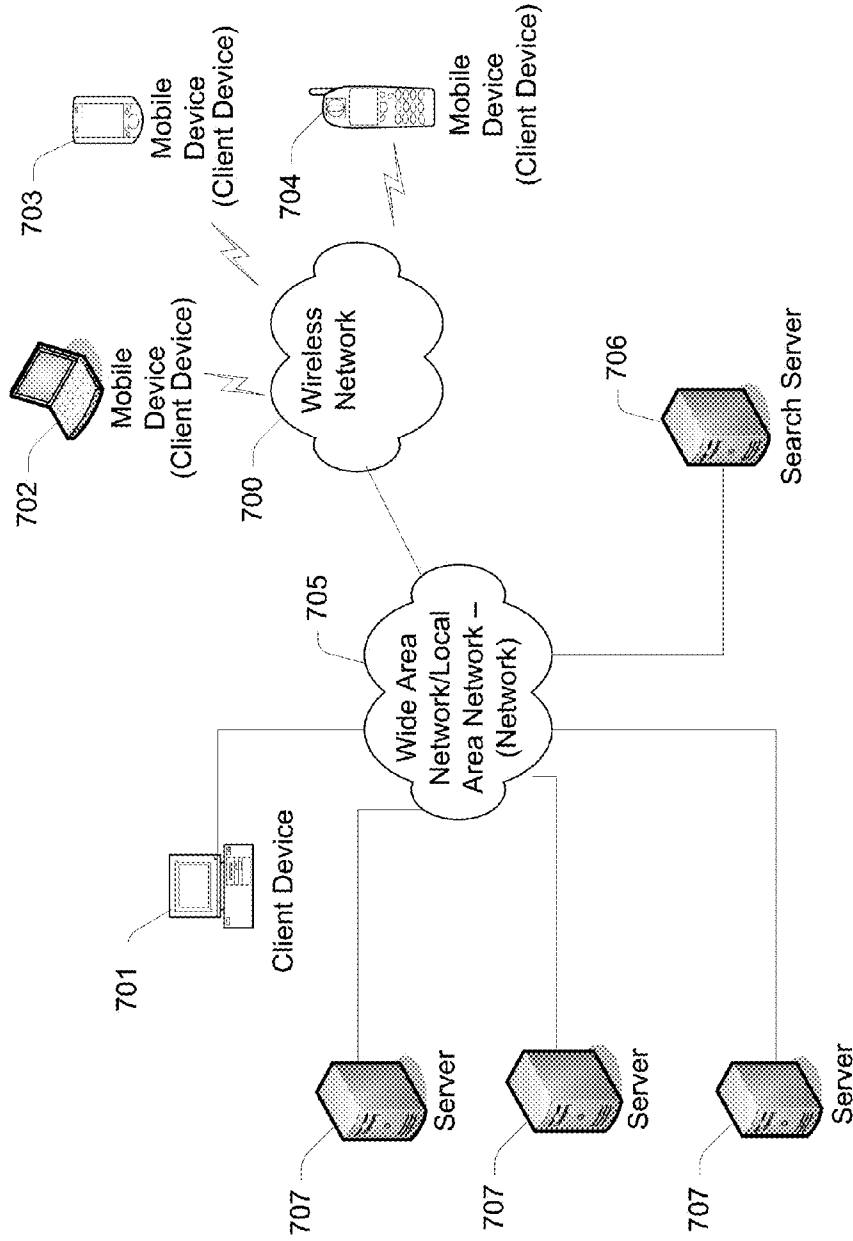 703
Mobile
Device
(Client Device)
704
Mobile
Device
(Client Device)
702
Mobile
Device
(Client Device)
700
Wireless
Network
706
Search Server
705
Wide Area
Network/Local
Area Network –
(Network)
701
Client Device
707
Server
707
Server
707
Server